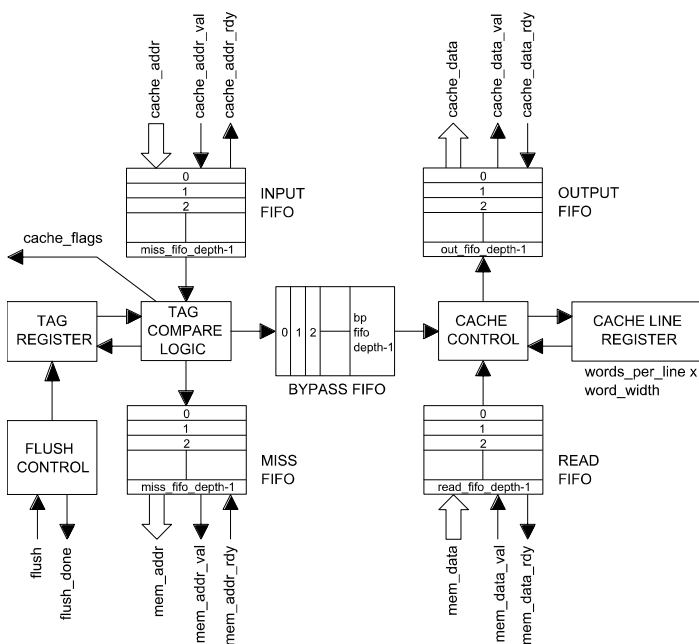 cache_addr
cache_addr_val
cache_addr_rdy
cache_data
cache_data_val
cache_data_rdy
0
1
2
miss_fifo_depth-1
INPUT
FIFO
0
1
2
out_fifo_depth-1
OUTPUT
FIFO
cache_flags
TAG
REGISTER
TAG
COMPARE
LOGIC
0 1 2
bp
fifo
depth-1
BYPASS FIFO
CACHE
CONTROL
CACHE LINE
REGISTER
words_per_line x
word_width
FLUSH
CONTROL
0
1
2
miss_fifo_depth-1
MISS
FIFO
0
1
2
read_fifo_depth-1
READ
FIFO
flush
flush_done
mem_addr
mem_addr_val
mem_addr_rdy
mem_data
mem_data_val
mem_data_rdy